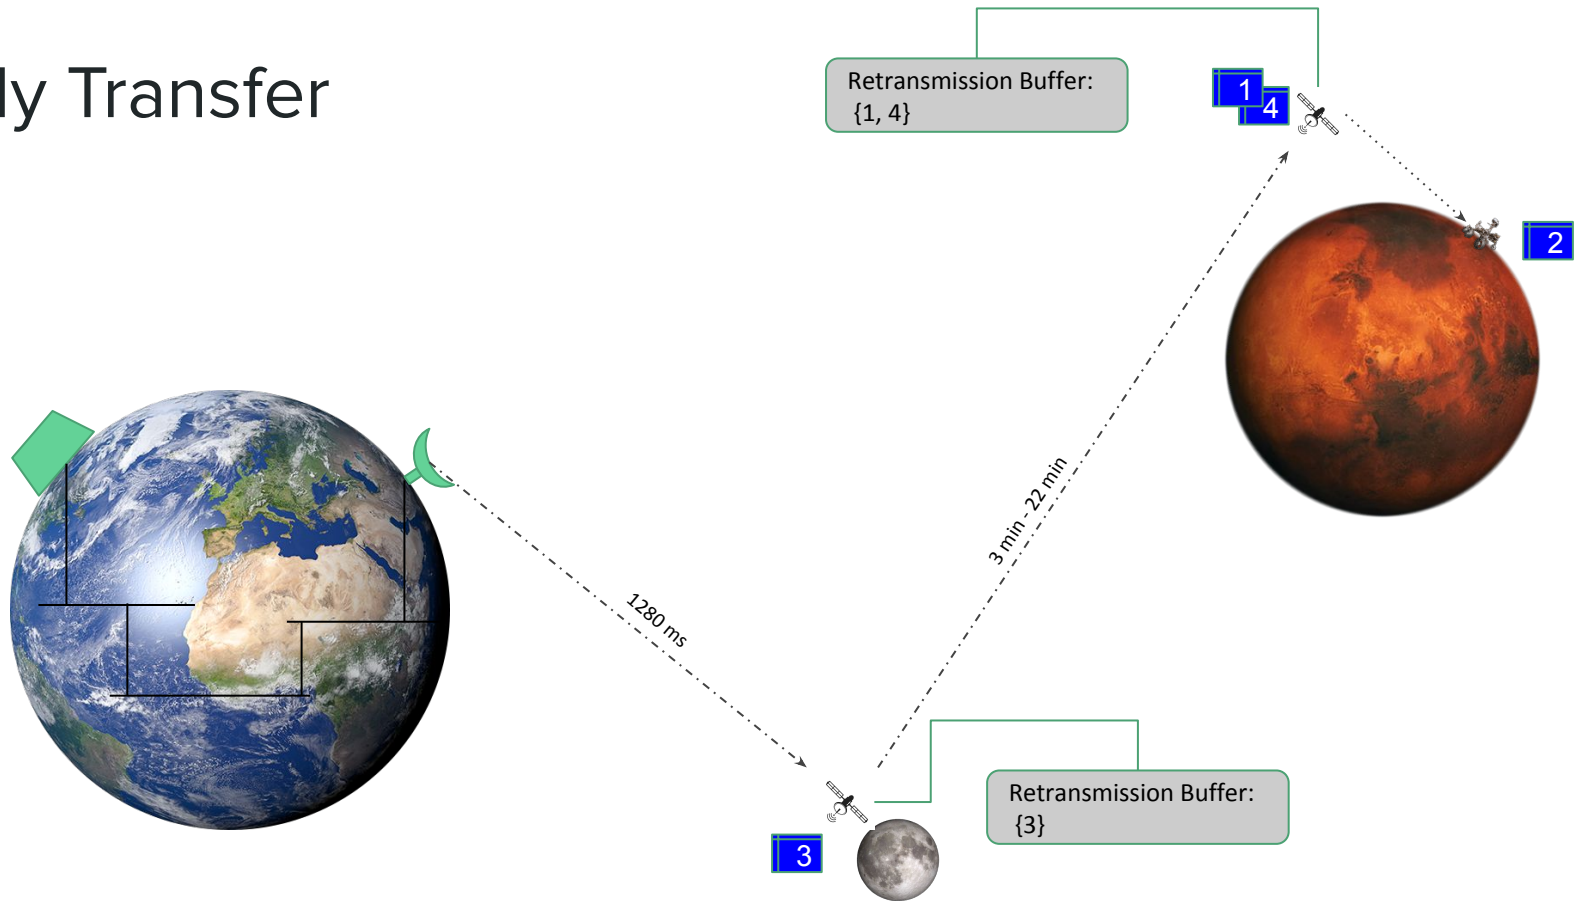 ly Transfer
Retransmission Buffer:
{1, 4}
1
4
2
3 min - 22 min
1280 ms
Retransmission Buffer:
{3}
3